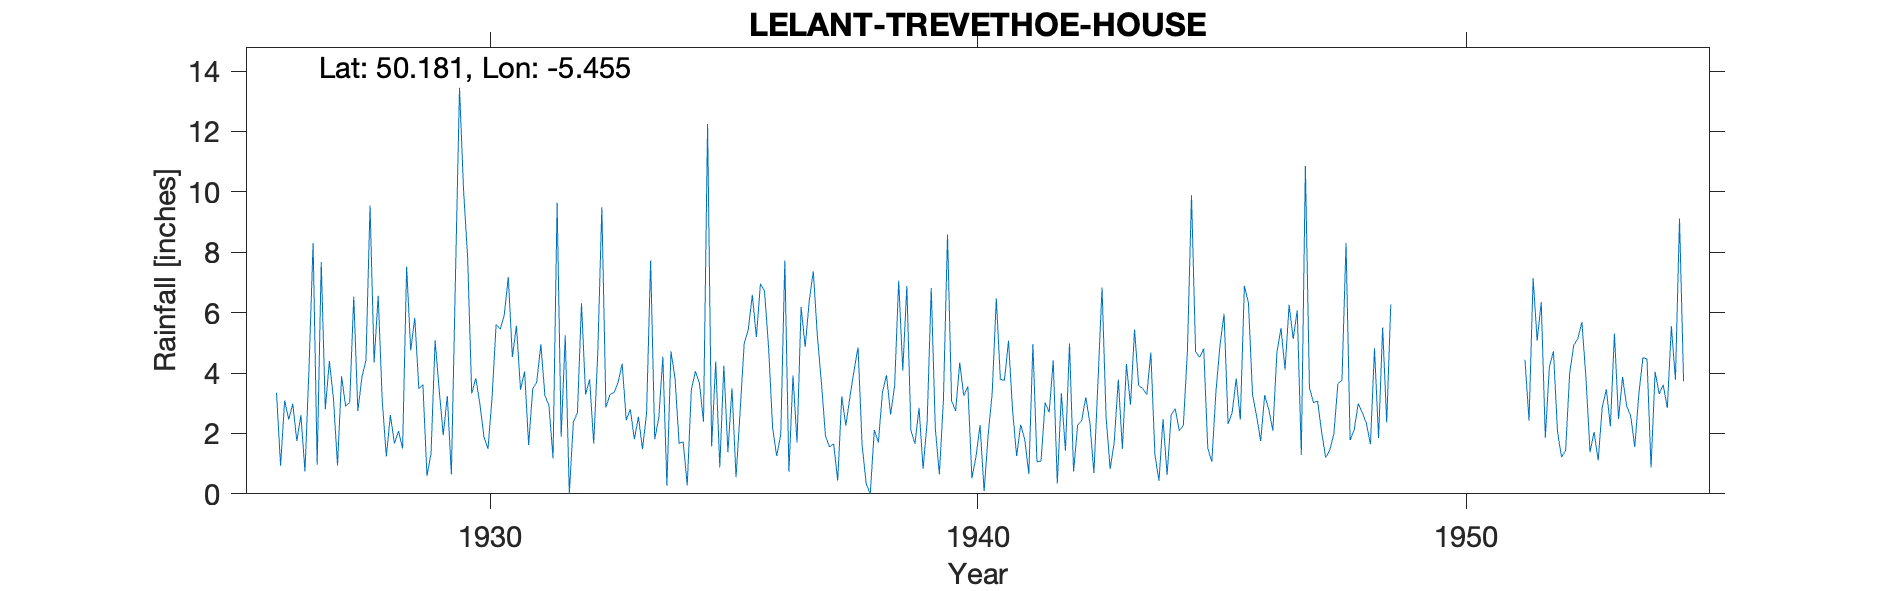 LELANT-TREVETHOE-HOUSE
Lat: 50.181, Lon: -5.455
14
12
10
8
6
4
2
0
Rainfall [inches]
1930 1940 1950
Year